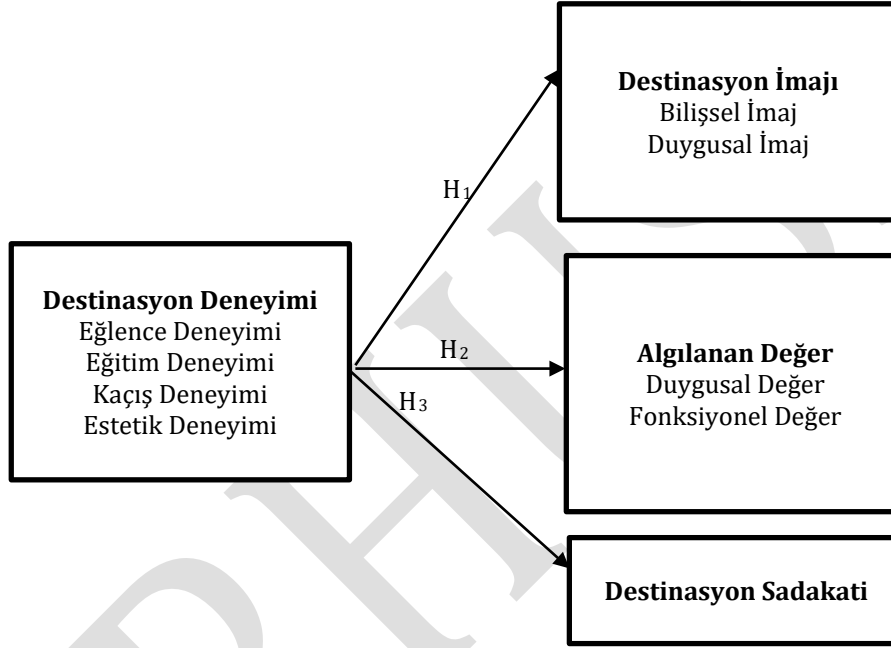 Destinasyon İmajı
Bilişsel İmaj
Duygusal İmaj
H1
Destinasyon Deneyimi
Eğlence Deneyimi
Eğitim Deneyimi
Kaçış Deneyimi
Estetik Deneyimi
H2
H3
Algılanan Değer
Duygusal Değer
Fonksiyonel Değer
Destinasyon Sadakati